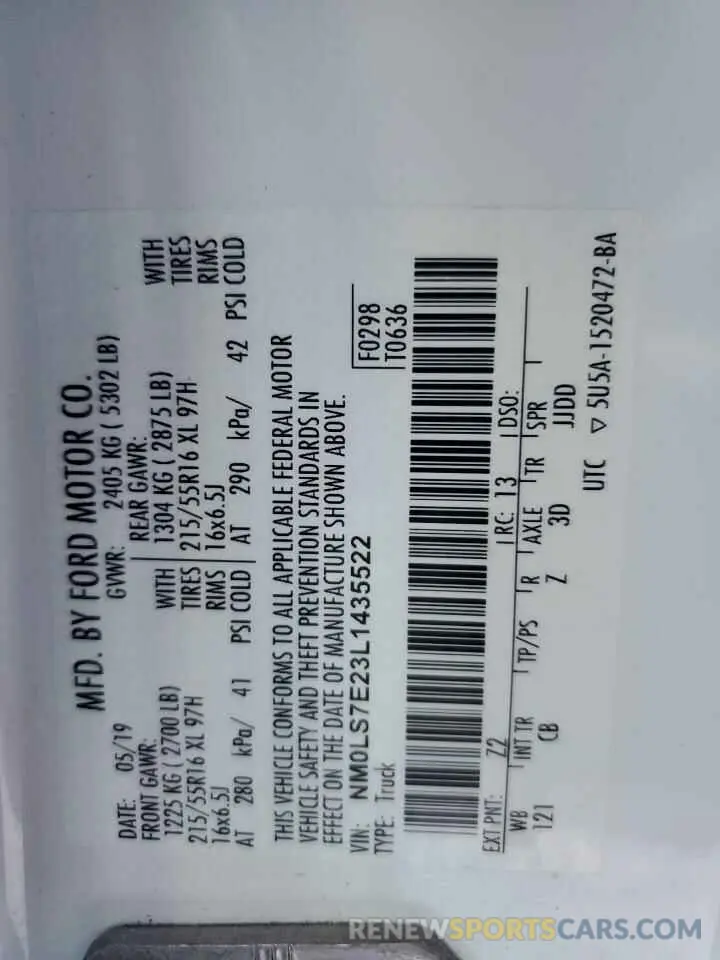 MFD. BY FORD MOTOR CO.
DATE: 05/19 GVWR: 2405 KG ( 5302 LB)
FRONT GAWR: REAR GAWR:
1225 KG ( 2700 LB) WITH 1304 KG ( 2875 LB) WITH
215/55R16 XL 97H TIRES 215/55R16 XL 97H TIRES
16x6.5J RIMS 16x6.5J RIMS
AT 280 kPa/ 41 PSI COLD AT 290 kPa/ 42 PSI COLD
THIS VEHICLE CONFORMS TO ALL APPLICABLE FEDERAL MOTOR
VEHICLE SAFETY AND THEFT PREVENTION STANDARDS IN
EFFECT ON THE DATE OF MANUFACTURE SHOWN ABOVE.
VIN: NM0LS7E23L1435522 F0298
TYPE: Truck T0636
EXT PNT: Z2 RC: 13 DSO:
WB INT TR TP/PS R AXLE TR SPR
121 CB Z 3D JJDD
UTC ▽ 5U5A-1520472-BA
RENEWSPORTSCARS.COM